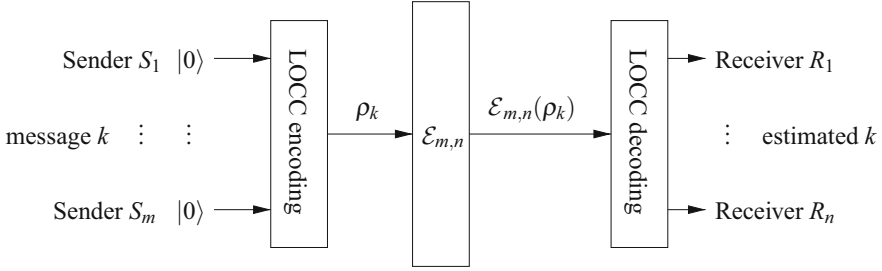 Sender S₁ |0⟩
message k ⋮ ⋮
Sender Sₘ |0⟩
LOCC encoding
ρₖ
ℰₘ,ₙ
ℰₘ,ₙ(ρₖ)
LOCC decoding
Receiver R₁
⋮ estimated k
Receiver Rₙ